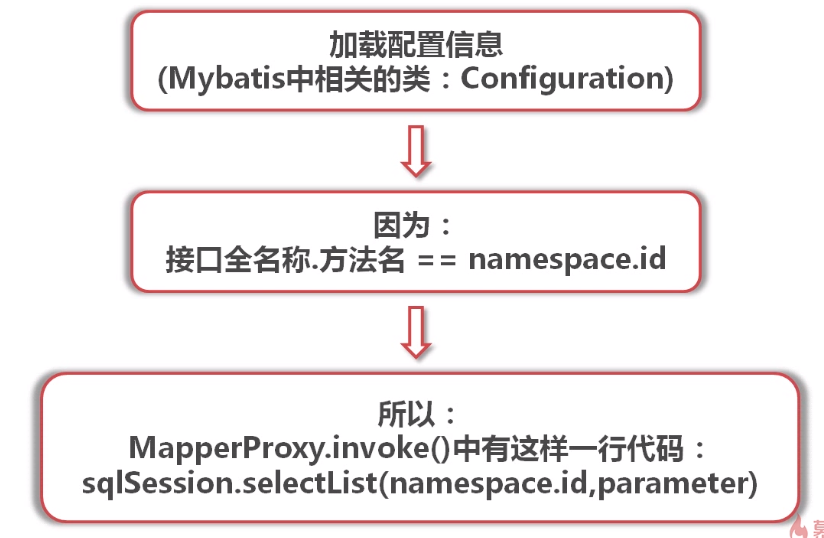 加载配置信息
(Mybatis中相关的类：Configuration)
因为：
接口全名称.方法名 == namespace.id
所以：
MapperProxy.invoke()中有这样一行代码：
sqlSession.selectList(namespace.id,parameter)